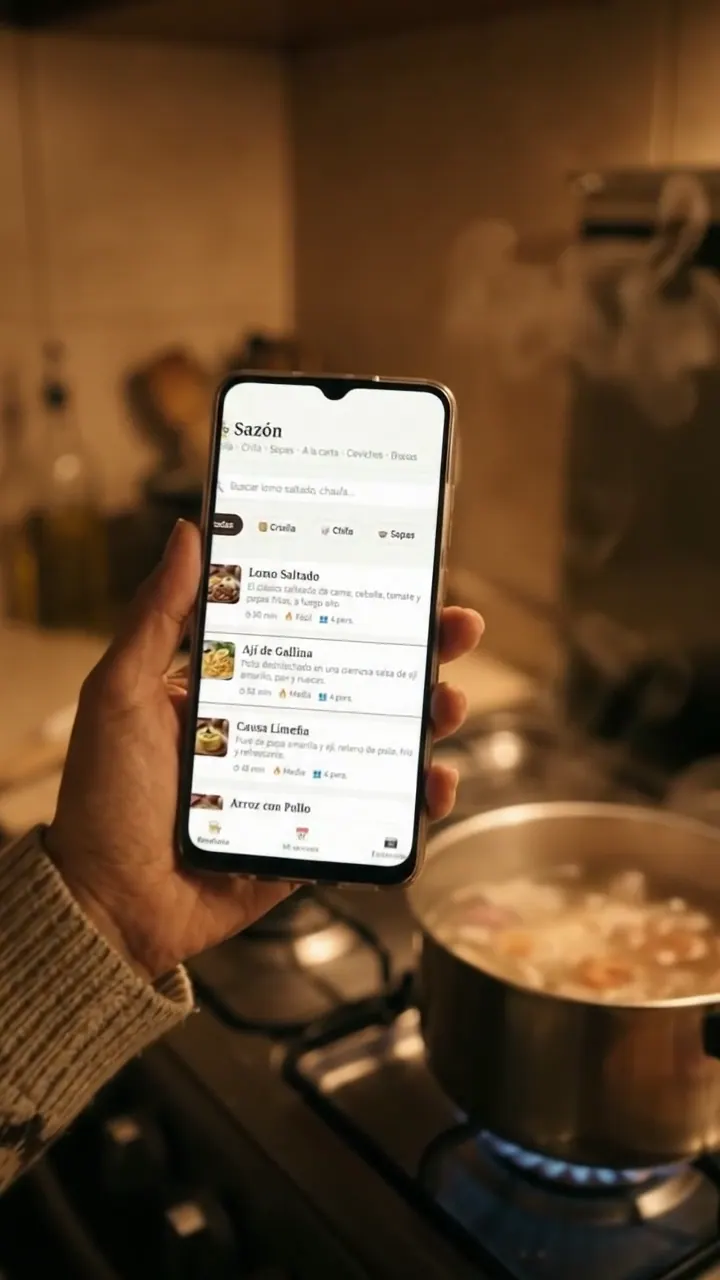 Sazón
Chifa · Sopas · A la carta · Ceviches ·
Buscar lomo saltado, chaufa...
Criolla
Chifa
Sopas
Lomo Saltado
El clásico salteado de carne, cebolla, tomate y
papas fritas, a fuego alto.
Fácil
4 pers.
Ají de Gallina
Pollo deshilachado en una cremosa salsa de ají
amarillo, pan y nueces.
Media
4 pers.
Causa Limeña
Puré de papa amarilla y ají, relleno de pollo, frío
y refrescante.
Media
4 pers.
Arroz con Pollo